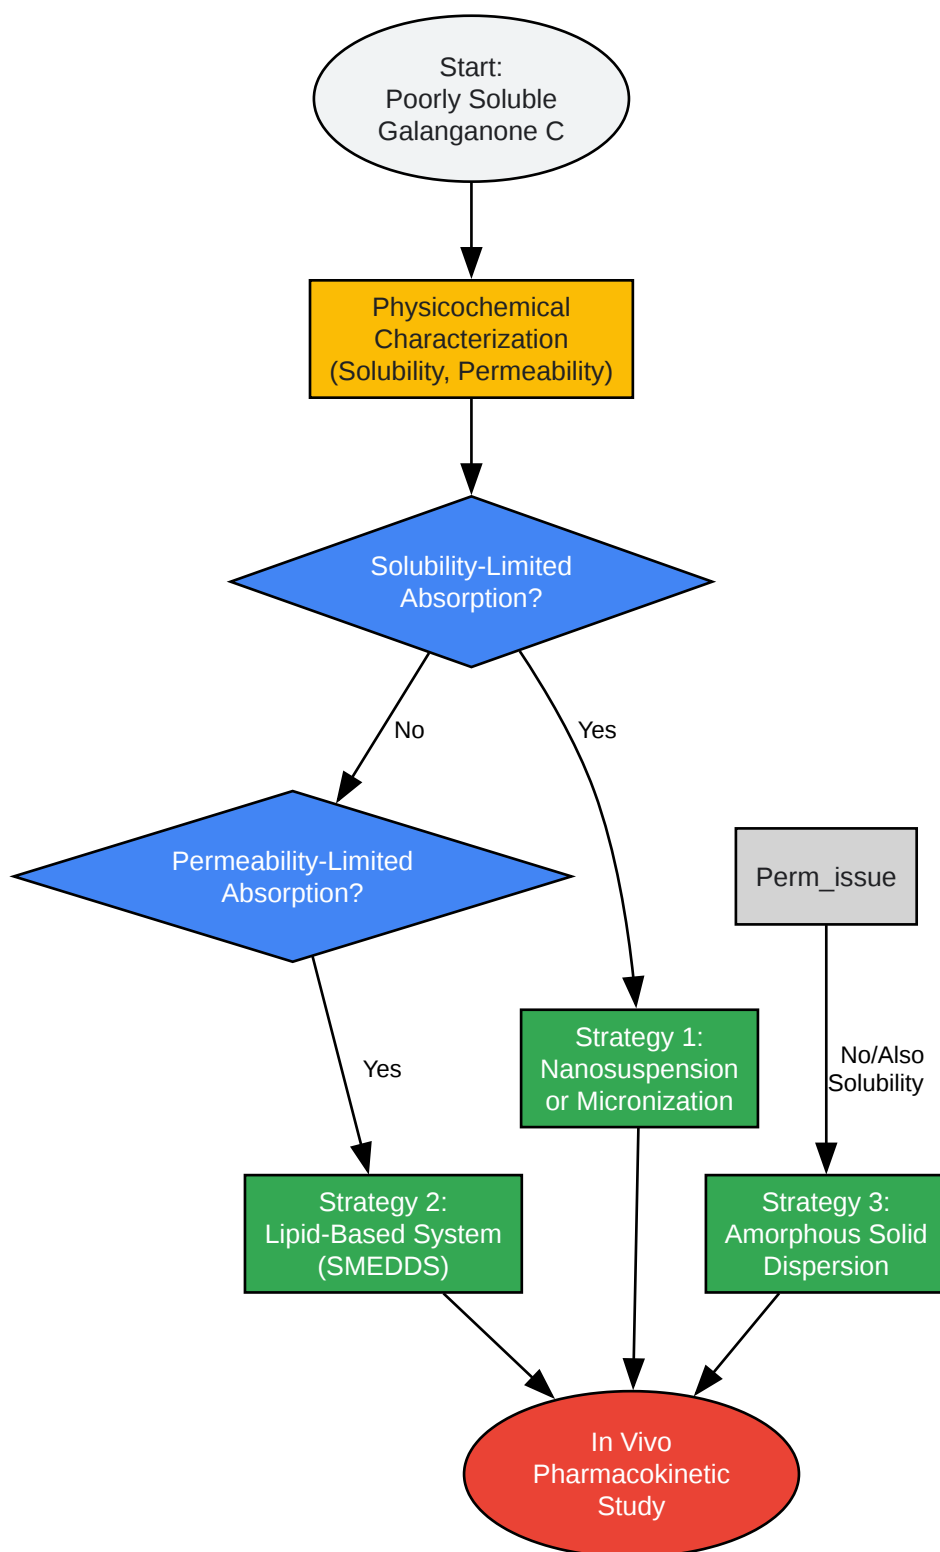 Start:
Poorly Soluble
Galanganone C
Physicochemical
Characterization
(Solubility, Permeability)
Solubility-Limited
Absorption?
No
Yes
Permeability-Limited
Absorption?
Perm_issue
Strategy 1:
Nanosuspension
or Micronization
No/Also
Solubility
Yes
Strategy 2:
Lipid-Based System
(SMEDDS)
Strategy 3:
Amorphous Solid
Dispersion
In Vivo
Pharmacokinetic
Study